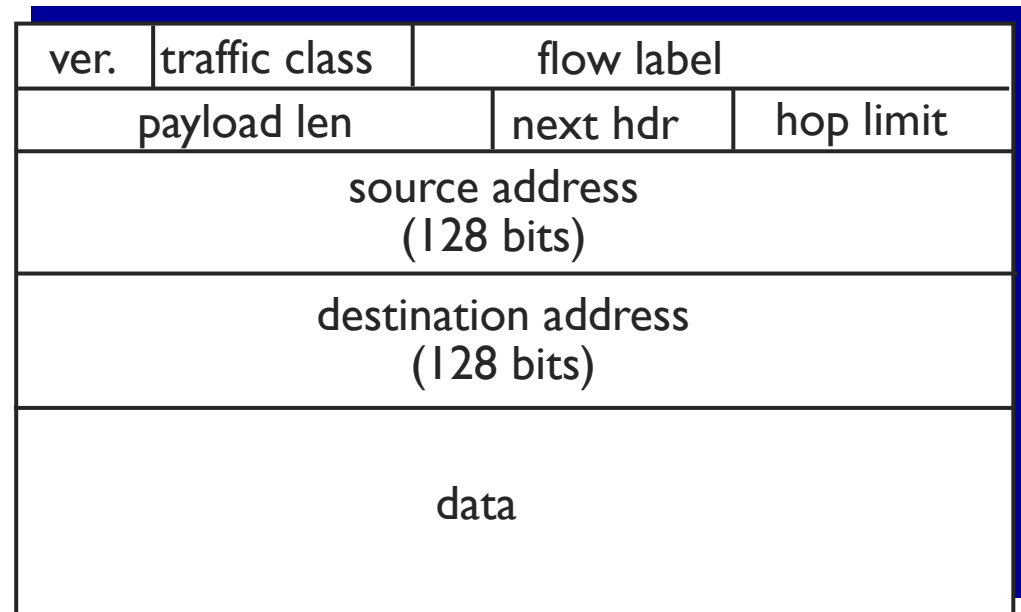 ver. traffic class flow label
payload len next hdr hop limit
source address
(128 bits)
destination address
(128 bits)
data